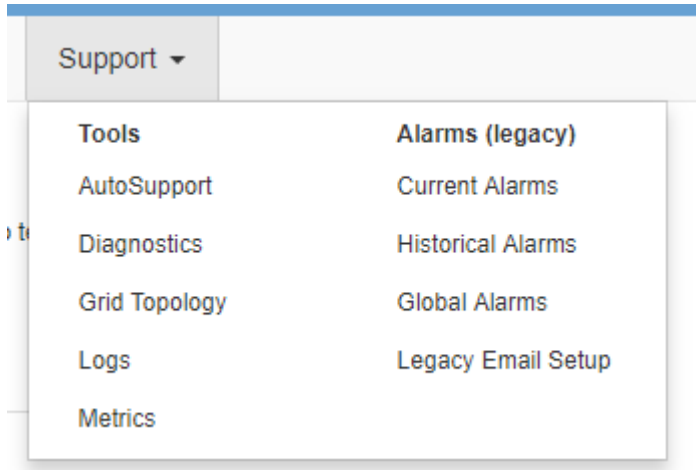 Support
Tools
AutoSupport
Diagnostics
Grid Topology
Logs
Metrics
Alarms (legacy)
Current Alarms
Historical Alarms
Global Alarms
Legacy Email Setup